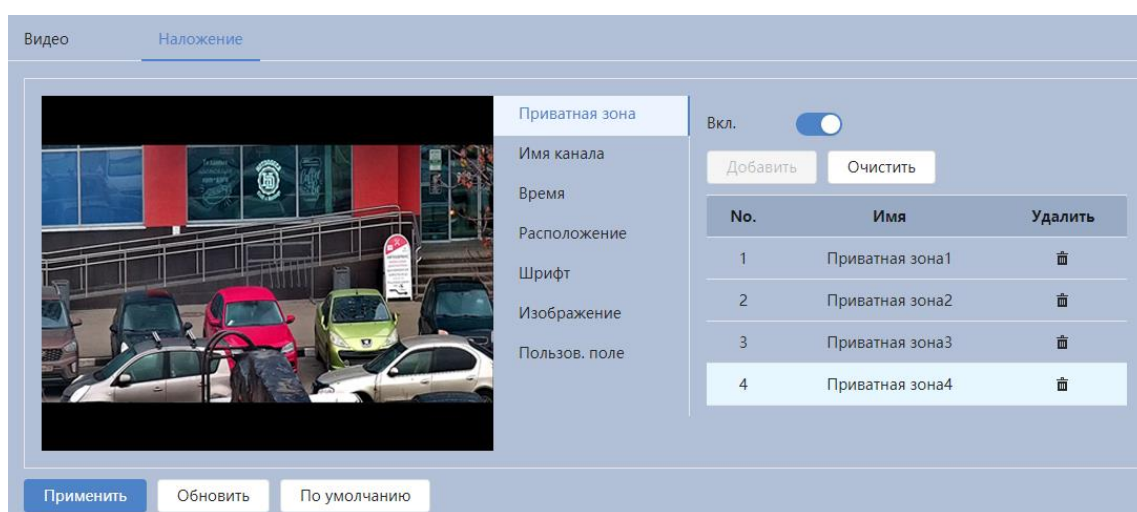 Видео Наложение
Приватная зона
Имя канала
Время
Расположение
Шрифт
Изображение
Пользов. поле
Вкл.
Добавить Очистить
No. Имя Удалить
1 Приватная зона1
2 Приватная зона2
3 Приватная зона3
4 Приватная зона4
Применить Обновить По умолчанию